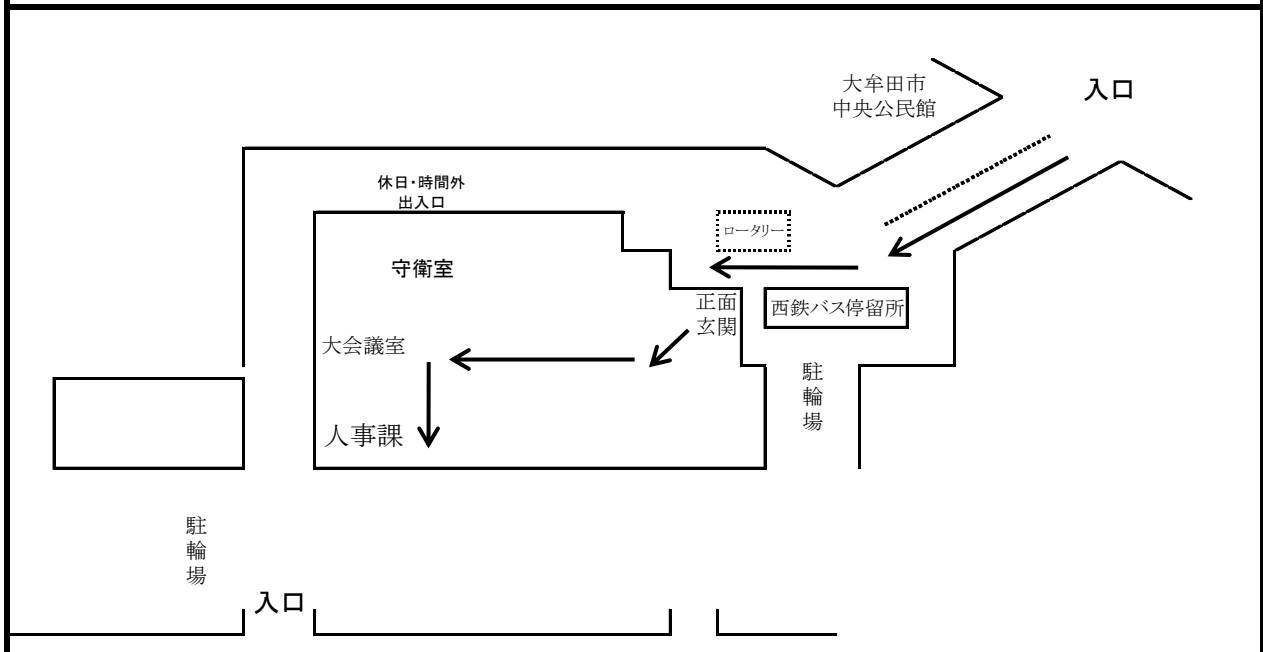 大牟田市
中央公民館
入口
休日・時間外
出入口
ロータリー
守衛室
正面
玄関
西鉄バス停留所
大会議室
駐輪場
人事課
駐輪場
入口